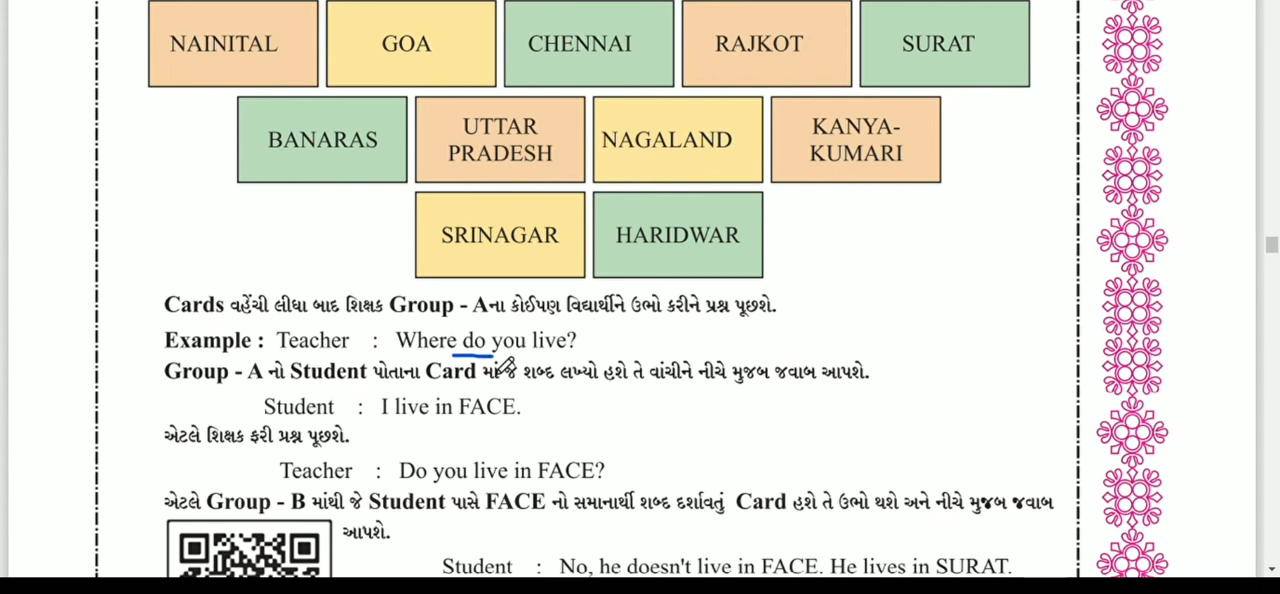 NAINITAL GOA CHENNAI RAJKOT SURAT
BANARAS UTTAR PRADESH NAGALAND KANYA-KUMARI
SRINAGAR HARIDWAR
Cards વહેંચી લીધા બાદ શિક્ષક Group - Aના કોઈપણ વિદ્યાર્થીને ઉભો કરીને પ્રશ્ન પૂછશે.
Example : Teacher : Where do you live?
Group - A નો Student પોતાના Card માં જે શબ્દ લખ્યો હશે તે વાંચીને નીચે મુજબ જવાબ આપશે.
Student : I live in FACE.
એટલે શિક્ષક ફરી પ્રશ્ન પૂછશે.
Teacher : Do you live in FACE?
એટલે Group - B માંથી જે Student પાસે FACE નો સમાનાર્થી શબ્દ દર્શાવતું Card હશે તે ઉભો થશે અને નીચે મુજબ જવાબ
આપશે.
Student : No, he doesn't live in FACE. He lives in SURAT.